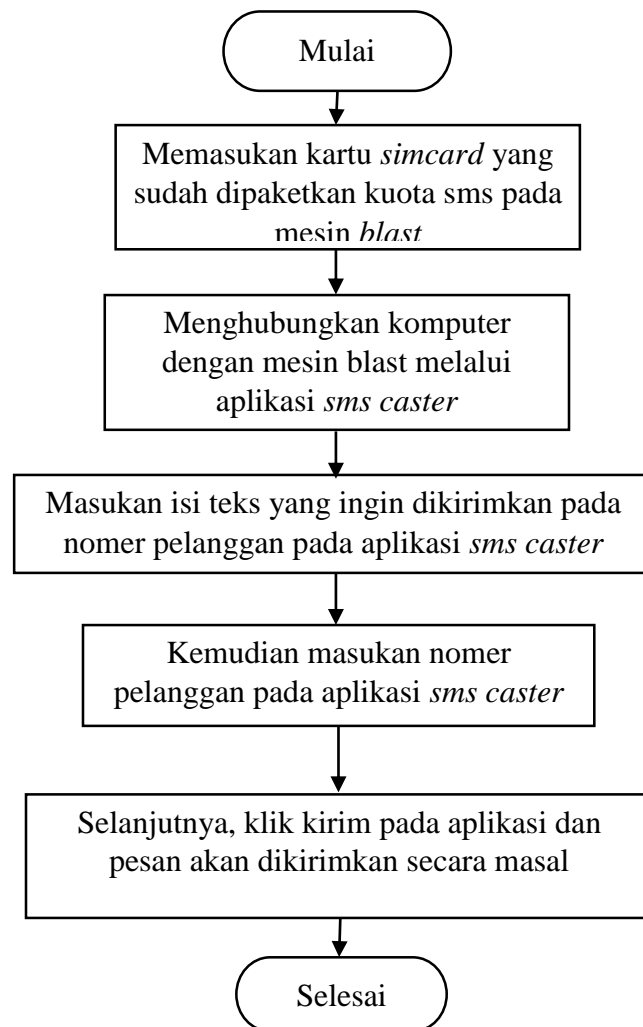 Mulai
Memasukan kartu simcard yang
sudah dipaketkan kuota sms pada
mesin blast
Menghubungkan komputer
dengan mesin blast melalui
aplikasi sms caster
Masukan isi teks yang ingin dikirimkan pada
nomer pelanggan pada aplikasi sms caster
Kemudian masukan nomer
pelanggan pada aplikasi sms caster
Selanjutnya, klik kirim pada aplikasi dan
pesan akan dikirimkan secara masal
Selesai